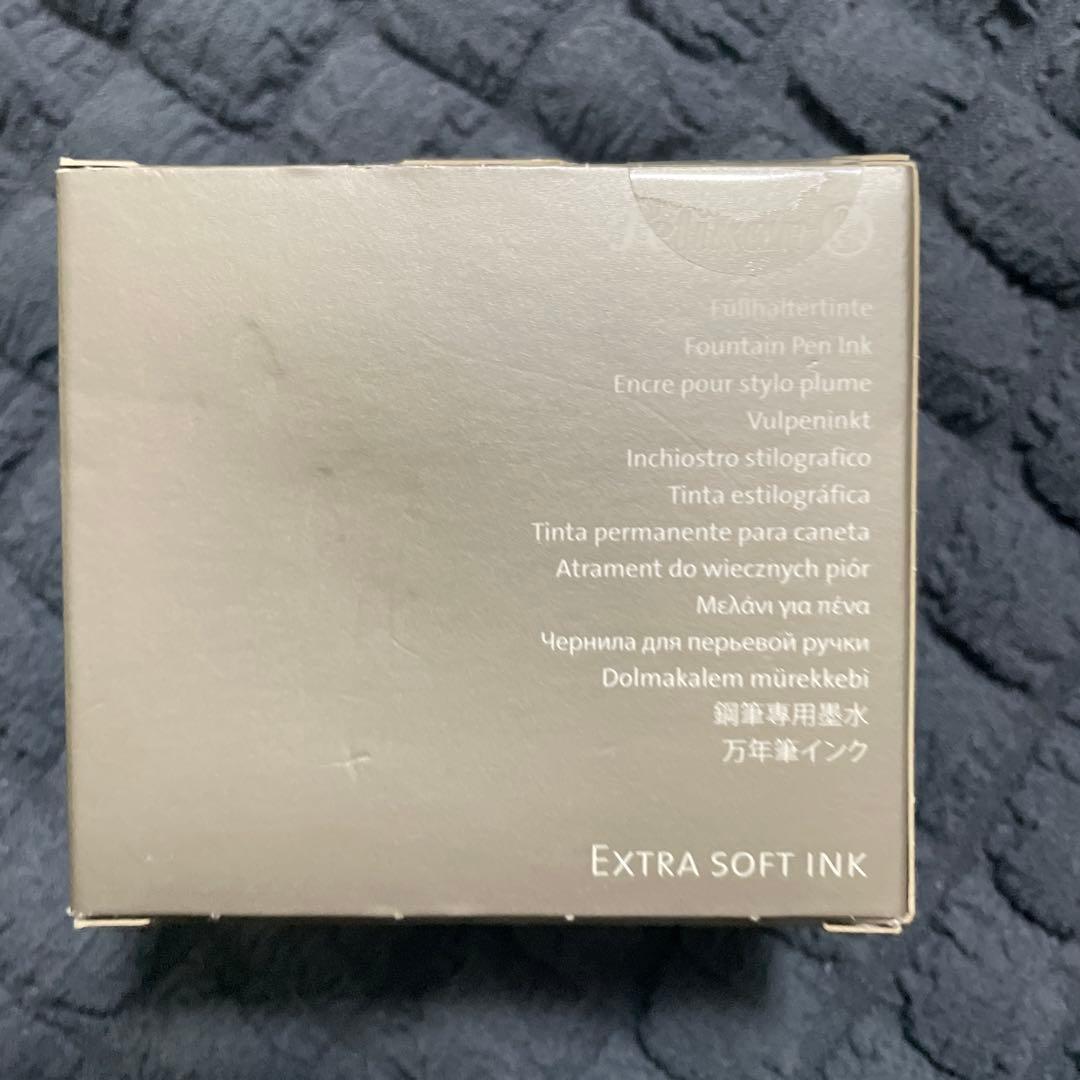 Pelikan
Füllhaltertinte
Fountain Pen Ink
Encre pour stylo plume
Vulpeninkt
Inchiostro stilografico
Tinta estilográfica
Tinta permanente para caneta
Atrament do wiecznych piór
Μελάνι για πένα
Чернила для перьевой ручки
Dolmakalem mürekkebi
鋼筆專用墨水
万年筆インク
EXTRA SOFT INK